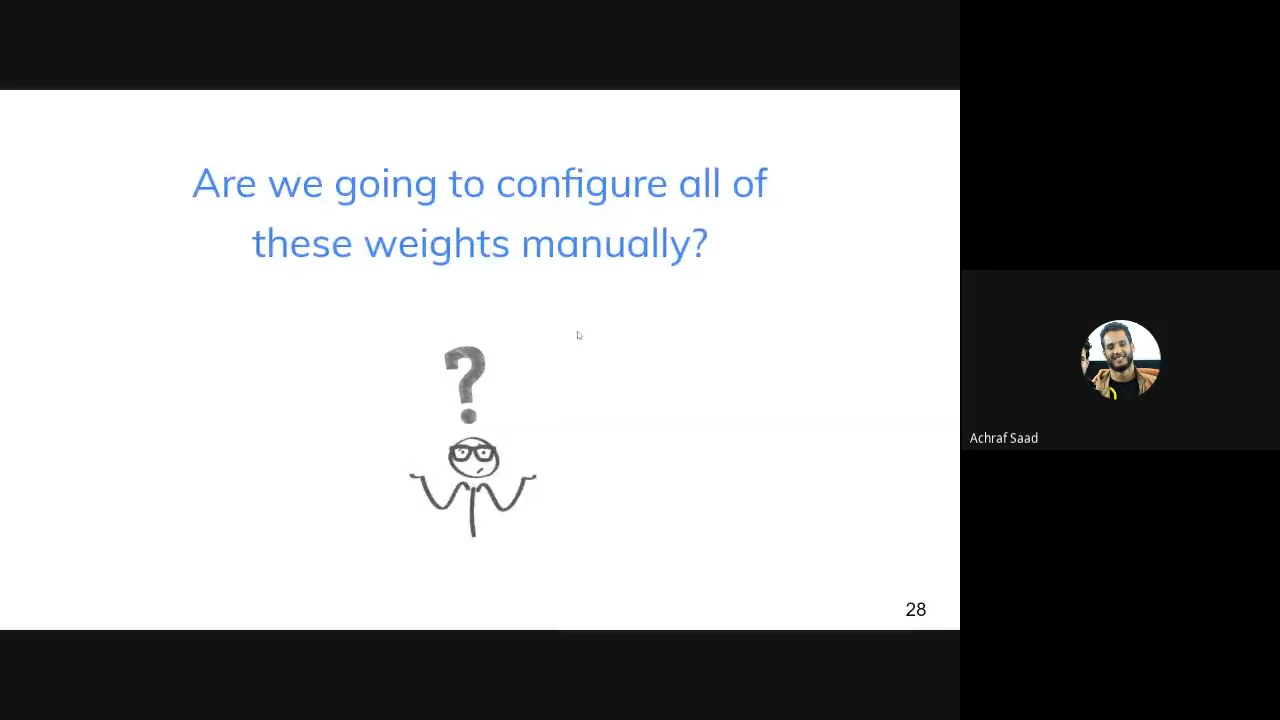 Are we going to configure all of
these weights manually?
?
28
Achraf Saad